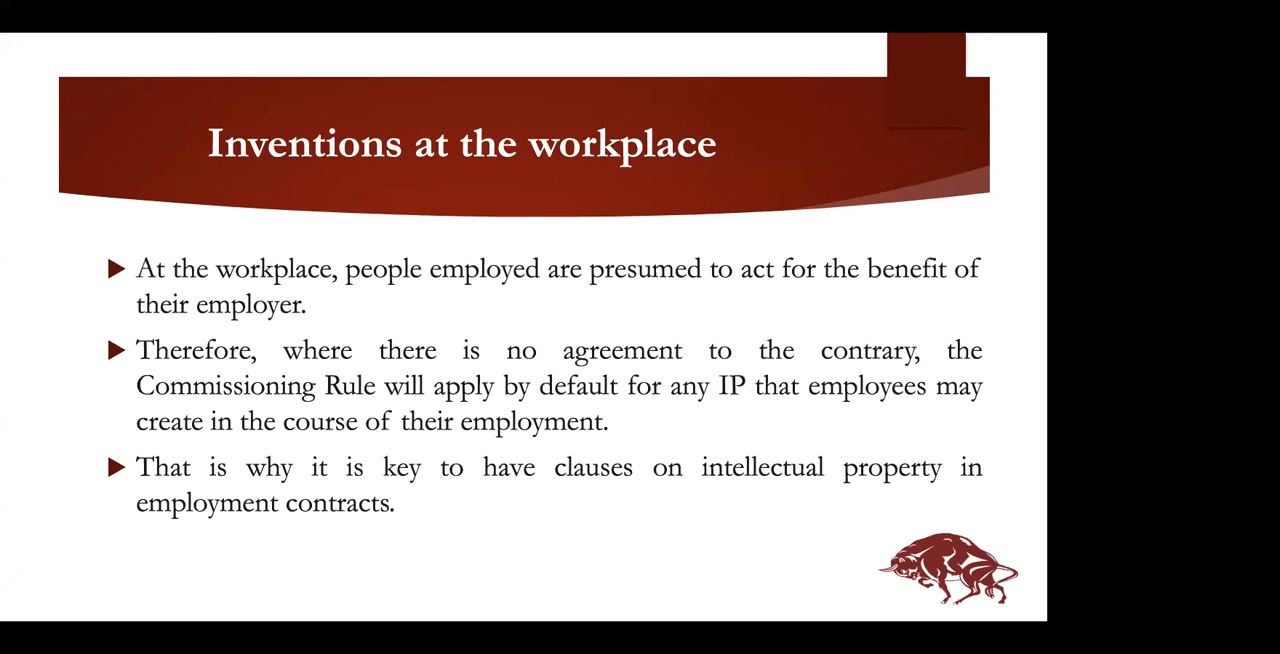 Inventions at the workplace
At the workplace, people employed are presumed to act for the benefit of
their employer.
Therefore, where there is no agreement to the contrary, the
Commissioning Rule will apply by default for any IP that employees may
create in the course of their employment.
That is why it is key to have clauses on intellectual property in
employment contracts.